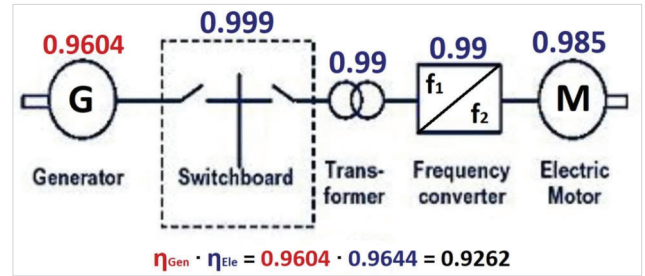 0.9604 0.999 0.99 0.99 0.985
G f₁ f₂ M
Generator Switchboard Trans- Frequency Electric
former converter Motor
ηGen · ηEle = 0.9604 · 0.9644 = 0.9262